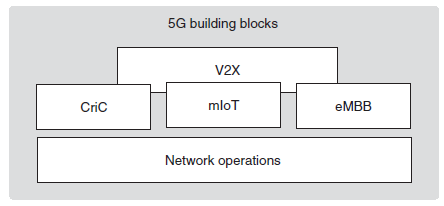 5G building blocks
V2X
CriC
mIoT
eMBB
Network operations